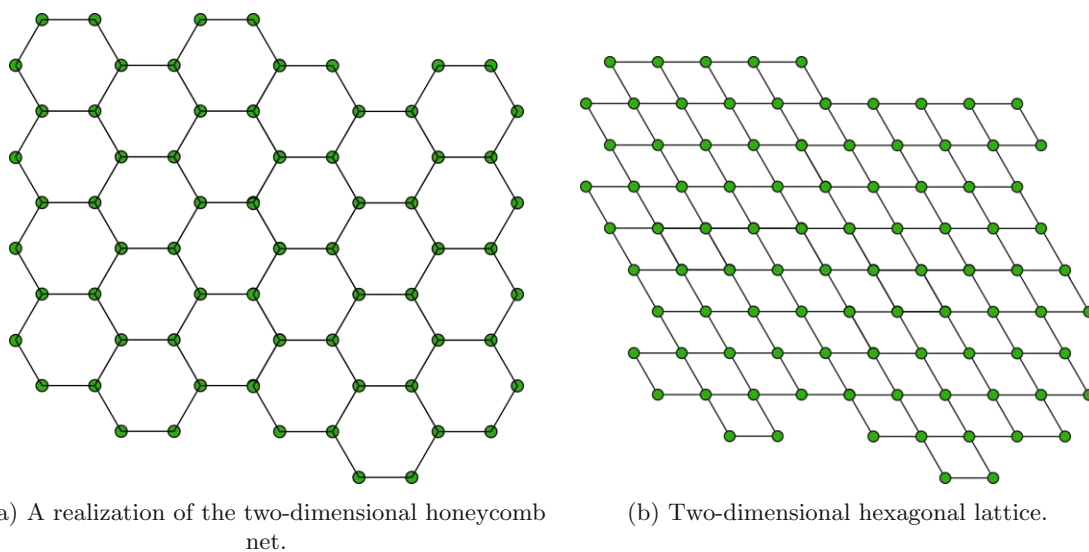 a) A realization of the two-dimensional honeycomb
net.
(b) Two-dimensional hexagonal lattice.